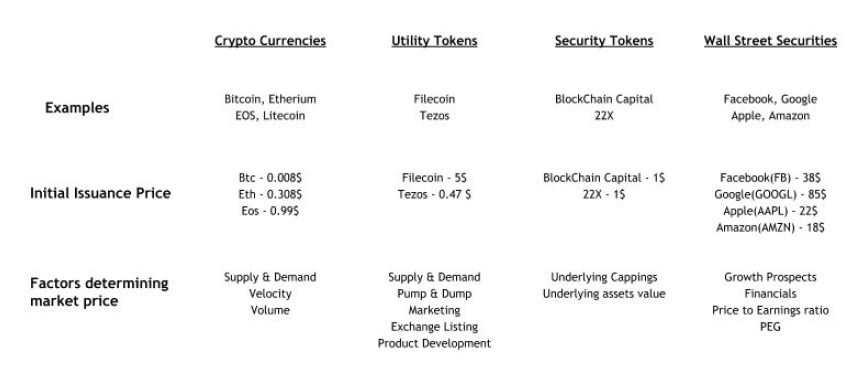 Crypto Currencies
Utility Tokens
Security Tokens
Wall Street Securities
Examples
Bitcoin, Etherium
EOS, Litecoin
Filecoin
Tezos
BlockChain Capital
22X
Facebook, Google
Apple, Amazon
Initial Issuance Price
Btc - 0.008$
Eth - 0.308$
Eos - 0.99$
Filecoin - 5$
Tezos - 0.47 $
BlockChain Capital - 1$
22X - 1$
Facebook(FB) - 38$
Google(GOOGL) - 85$
Apple(AAPL) - 22$
Amazon(AMZN) - 18$
Factors determining
market price
Supply & Demand
Velocity
Volume
Supply & Demand
Pump & Dump
Marketing
Exchange Listing
Product Development
Underlying Cappings
Underlying assets value
Growth Prospects
Financials
Price to Earnings ratio
PEG